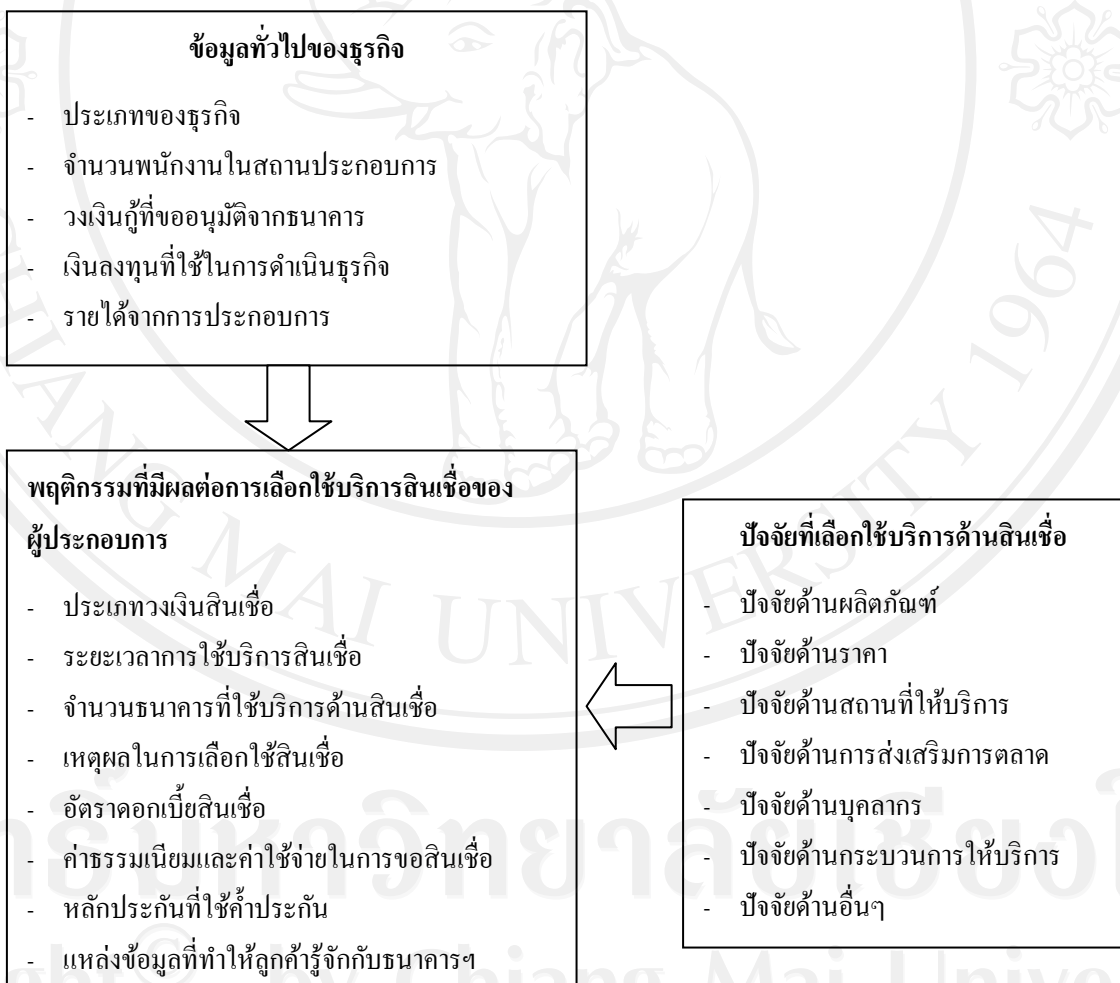 ข้อมูลทั่วไปของธุรกิจ
- ประเภทของธุรกิจ
- จำนวนพนักงานในสถานประกอบการ
- วงเงินกู้ที่ขออนุมัติจากธนาคาร
- เงินลงทุนที่ใช้ในการดำเนินธุรกิจ
- รายได้จากการประกอบการ
พฤติกรรมที่มีผลต่อการเลือกใช้บริการสินเชื่อของ
ผู้ประกอบการ
- ประเภทวงเงินสินเชื่อ
- ระยะเวลาการใช้บริการสินเชื่อ
- จำนวนธนาคารที่ใช้บริการด้านสินเชื่อ
- เหตุผลในการเลือกใช้สินเชื่อ
- อัตราดอกเบี้ยสินเชื่อ
- ค่าธรรมเนียมและค่าใช้จ่ายในการขอสินเชื่อ
- หลักประกันที่ใช้ค้ำประกัน
- แหล่งข้อมูลที่ทำให้ลูกค้ารู้จักกับธนาคารฯ
ปัจจัยที่เลือกใช้บริการด้านสินเชื่อ
- ปัจจัยด้านผลิตภัณฑ์
- ปัจจัยด้านราคา
- ปัจจัยด้านสถานที่ให้บริการ
- ปัจจัยด้านการส่งเสริมการตลาด
- ปัจจัยด้านบุคลากร
- ปัจจัยด้านกระบวนการให้บริการ
- ปัจจัยด้านอื่นๆ
CHIANG MAI UNIVERSITY 1964
by Chiang Mai